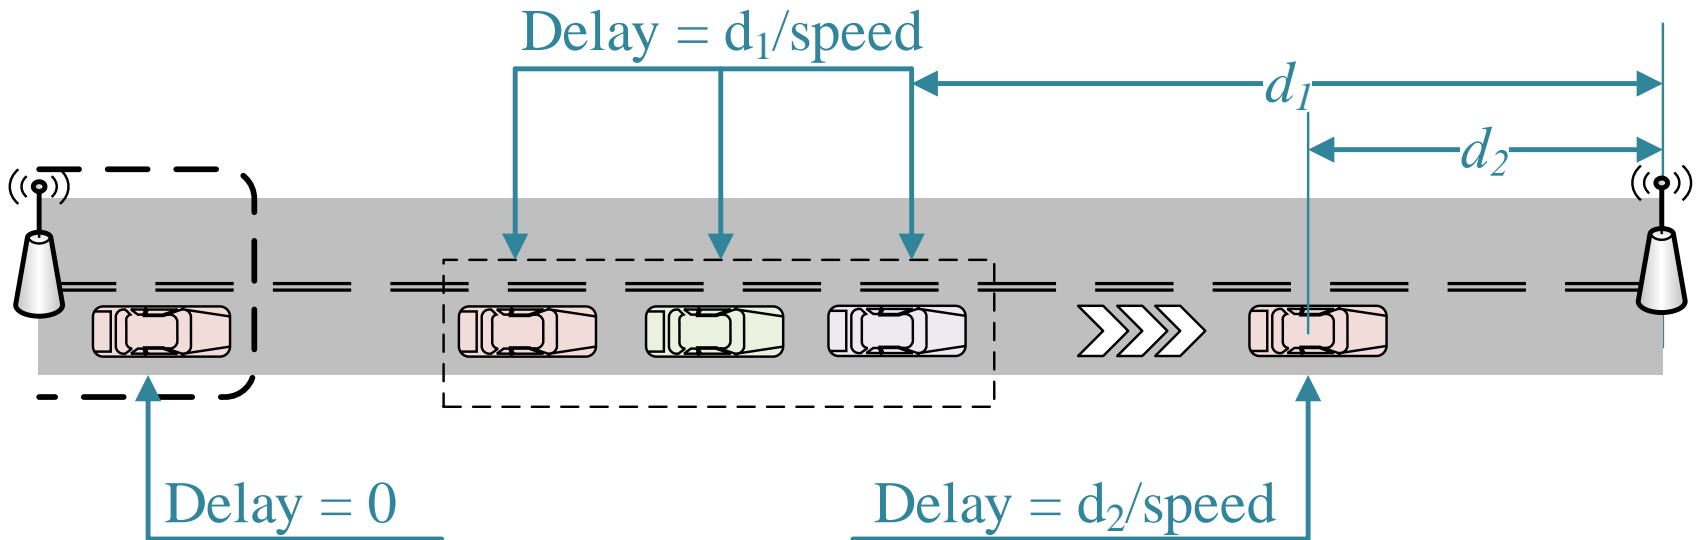 Delay = d₁/speed
d₁
d₂
Delay = 0
Delay = d₂/speed